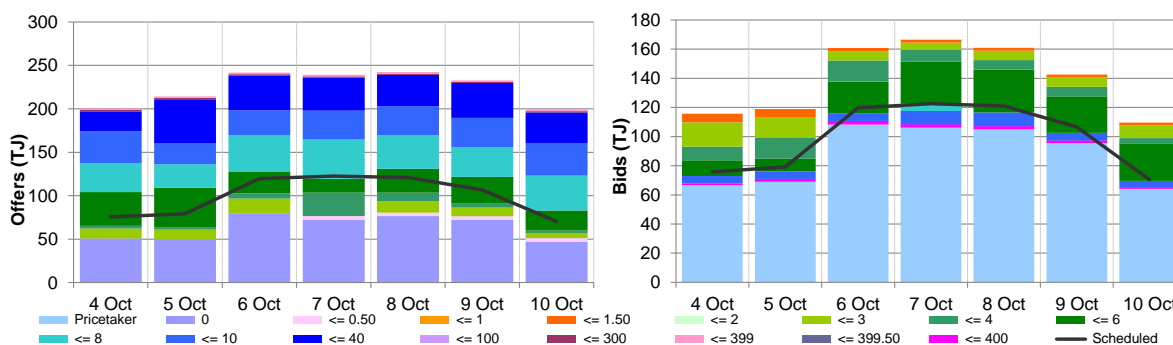 Offers (TJ)
300
250
200
150
100
50
0
4 Oct 5 Oct 6 Oct 7 Oct 8 Oct 9 Oct 10 Oct
Bids (TJ)
180
160
140
120
100
80
60
40
20
0
4 Oct 5 Oct 6 Oct 7 Oct 8 Oct 9 Oct 10 Oct
Pricetaker 0 <= 0.50 <= 1 <= 1.50 <= 2 <= 3 <= 4 <= 6
<= 8 <= 10 <= 40 <= 100 <= 300 <= 399 <= 399.50 <= 400 Scheduled